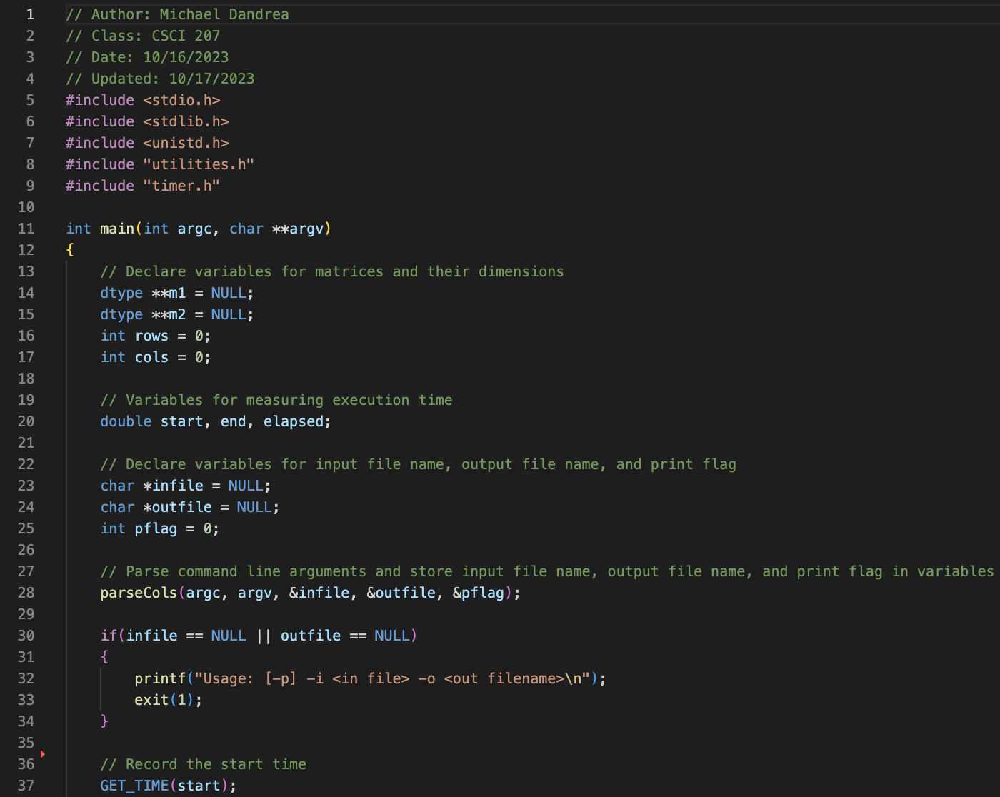 1 // Author: Michael Dandrea
2 // Class: CSCI 207
3 // Date: 10/16/2023
4 // Updated: 10/17/2023
5 #include <stdio.h>
6 #include <stdlib.h>
7 #include <unistd.h>
8 #include "utilities.h"
9 #include "timer.h"
10
11 int main(int argc, char **argv)
12 {
13     // Declare variables for matrices and their dimensions
14     dtype **m1 = NULL;
15     dtype **m2 = NULL;
16     int rows = 0;
17     int cols = 0;
18
19     // Variables for measuring execution time
20     double start, end, elapsed;
21
22     // Declare variables for input file name, output file name, and print flag
23     char *infile = NULL;
24     char *outfile = NULL;
25     int pflag = 0;
26
27     // Parse command line arguments and store input file name, output file name, and print flag in variables
28     parseCols(argc, argv, &infile, &outfile, &pflag);
29
30     if(infile == NULL || outfile == NULL)
31     {
32         printf("Usage: [-p] -i <in file> -o <out filename>\n");
33         exit(1);
34     }
35
36     // Record the start time
37     GET_TIME(start);